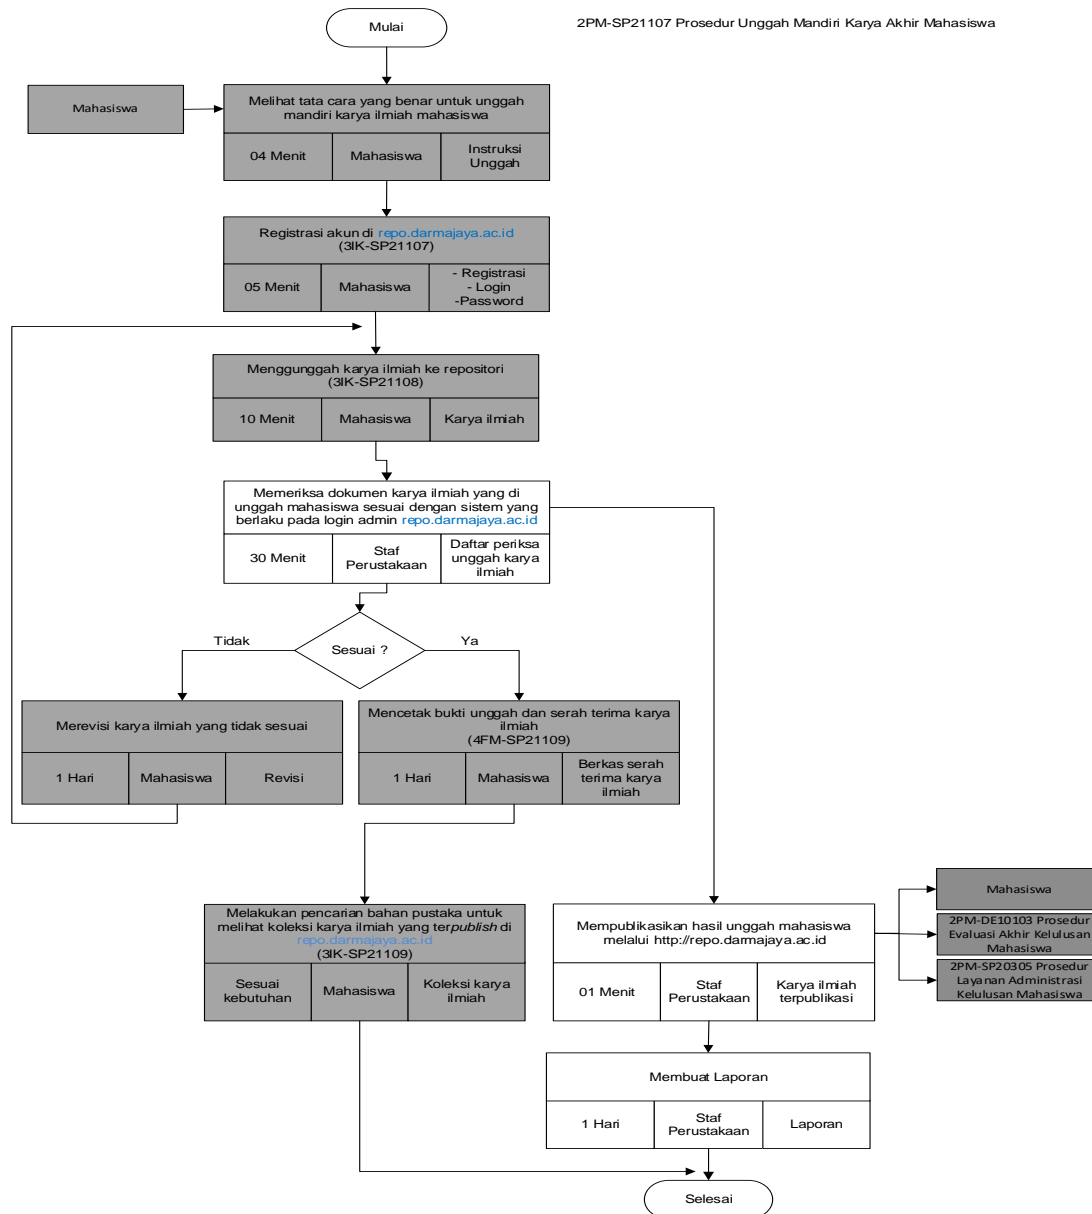 2PM-SP21107 Prosedur Unggah Mandiri Karya Akhir Mahasiswa
Mulai
Mahasiswa
Melihat tata cara yang benar untuk unggah
mandiri karya ilmiah mahasiswa
04 Menit
Mahasiswa
Instruksi
Unggah
Registrasi akun di repo.darmajaya.ac.id
(3IK-SP21107)
05 Menit
Mahasiswa
- Registrasi
- Login
-Password
Menggunggah karya ilmiah ke repositori
(3IK-SP21108)
10 Menit
Mahasiswa
Karya ilmiah
Memeriksa dokumen karya ilmiah yang di
unggah mahasiswa sesuai dengan sistem yang
berlaku pada login admin repo.darmajaya.ac.id
30 Menit
Staf
Perustakaan
Daftar periksa
unggah karya
ilmiah
Sesuai ?
Tidak
Ya
Merevisi karya ilmiah yang tidak sesuai
1 Hari
Mahasiswa
Revisi
Mencetak bukti unggah dan serah terima karya
ilmiah
(4FM-SP21109)
1 Hari
Mahasiswa
Berkas serah
terima karya
ilmiah
Melakukan pencarian bahan pustaka untuk
melihat koleksi karya ilmiah yang terpublish di
repo.darmajaya.ac.id
(3IK-SP21109)
Sesuai
kebutuhan
Mahasiswa
Koleksi karya
ilmiah
Mempublikasikan hasil unggah mahasiswa
melalui http://repo.darmajaya.ac.id
01 Menit
Staf
Perustakaan
Karya ilmiah
terpublikasi
Mahasiswa
2PM-DE10103 Prosedur
Evaluasi Akhir Kelulusan
Mahasiswa
2PM-SP20305 Prosedur
Layanan Administrasi
Kelulusan Mahasiswa
Membuat Laporan
1 Hari
Staf
Perustakaan
Laporan
Selesai